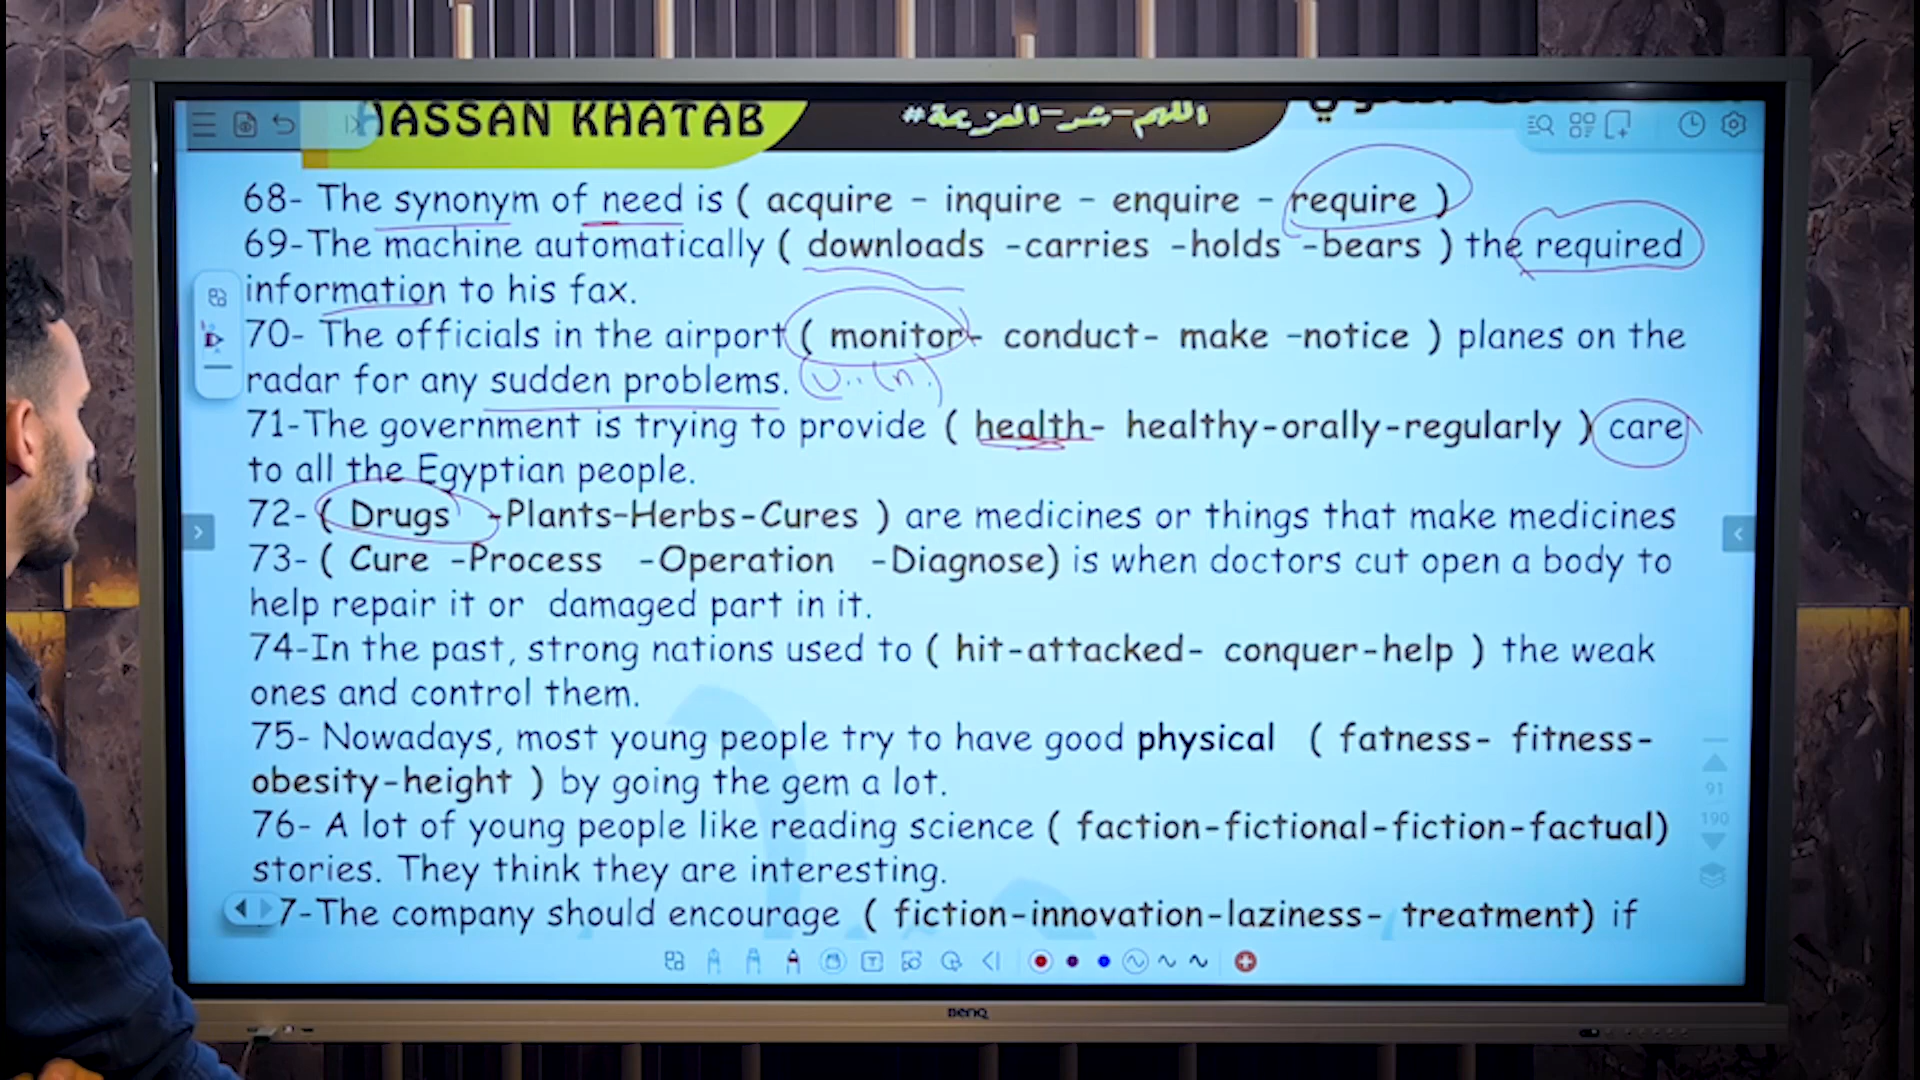 HASSAN KHATAB
#اللهم-شد-العزيمة
68- The synonym of need is ( acquire - inquire - enquire - require )
69-The machine automatically ( downloads -carries -holds -bears ) the required
information to his fax.
70- The officials in the airport ( monitor- conduct- make -notice ) planes on the
radar for any sudden problems. (v.. (n.)
71-The government is trying to provide ( health- healthy-orally-regularly ) care
to all the Egyptian people.
72- ( Drugs -Plants-Herbs-Cures ) are medicines or things that make medicines
73- ( Cure -Process -Operation -Diagnose) is when doctors cut open a body to
help repair it or damaged part in it.
74-In the past, strong nations used to ( hit-attacked- conquer-help ) the weak
ones and control them.
75- Nowadays, most young people try to have good physical ( fatness- fitness-
obesity-height ) by going the gem a lot.
91
76- A lot of young people like reading science ( faction-fictional-fiction-factual)
190
stories. They think they are interesting.
7-The company should encourage ( fiction-innovation-laziness- treatment) if
BenQ